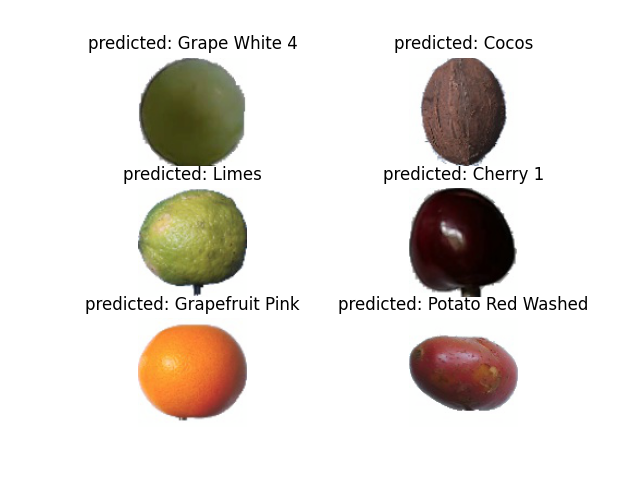 predicted: Grape White 4
predicted: Cocos
predicted: Limes
predicted: Cherry 1
predicted: Grapefruit Pink
predicted: Potato Red Washed